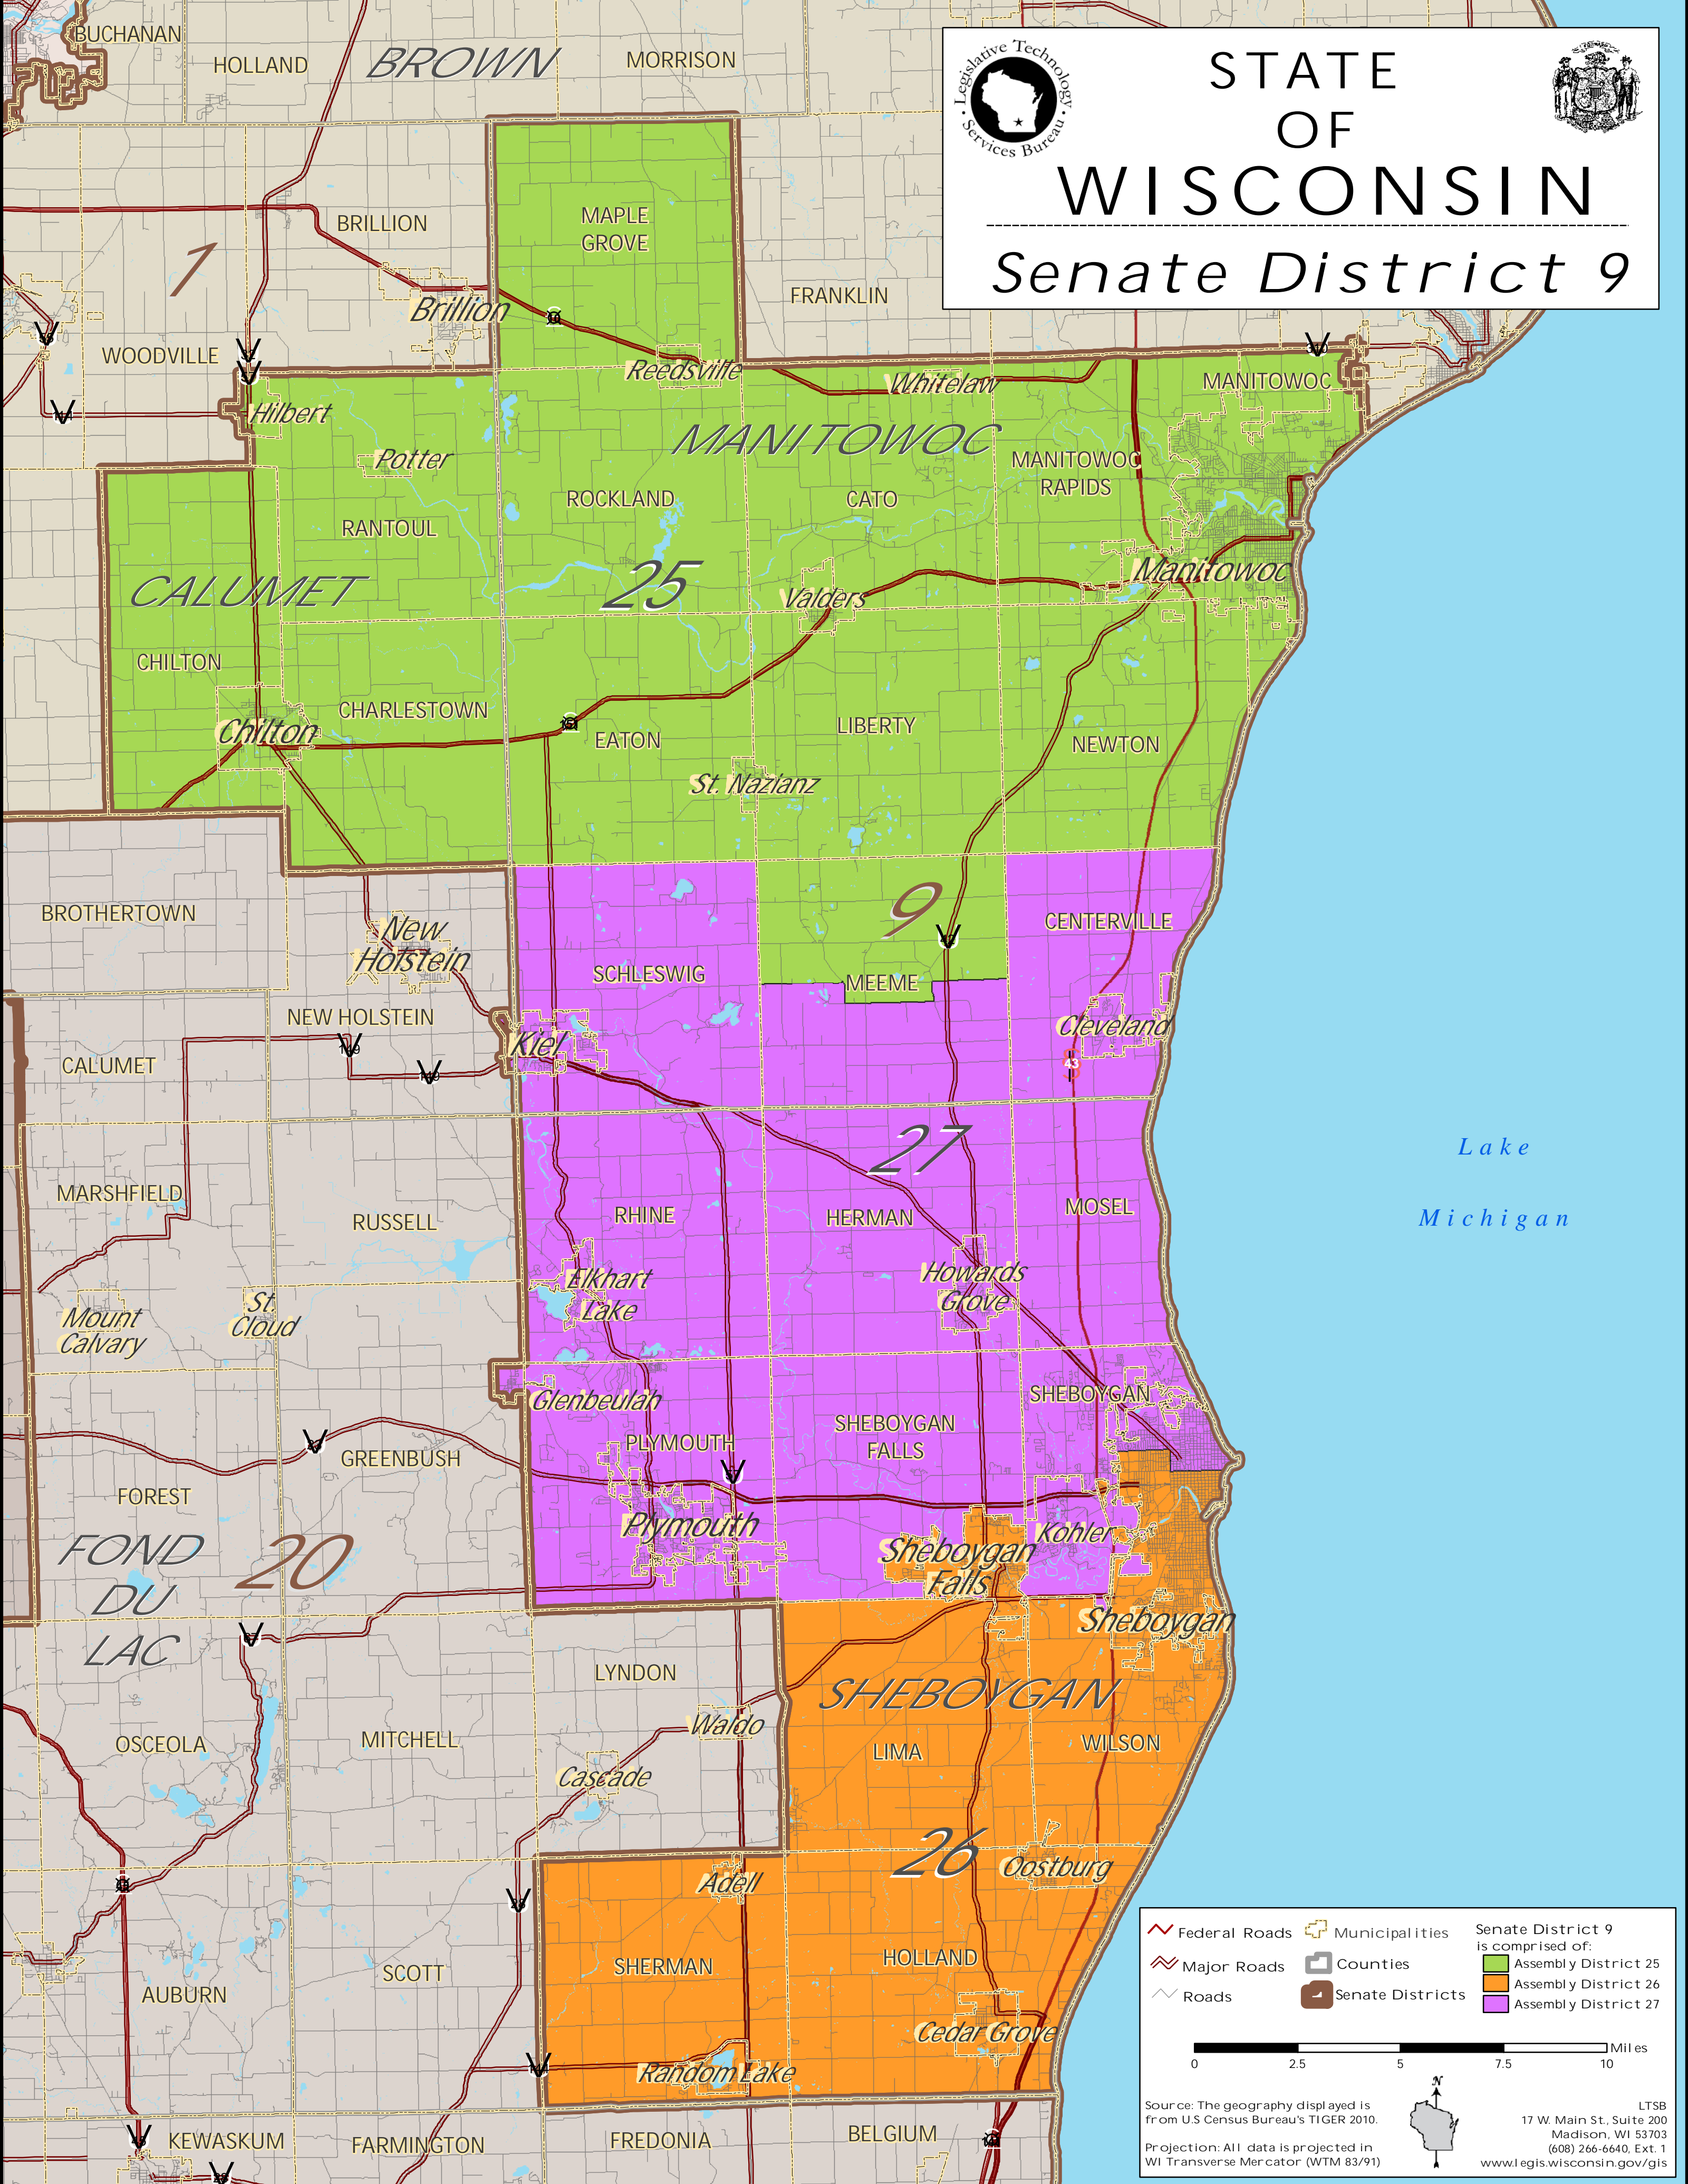 BUCHANAN
HOLLAND
BROWN
MORRISON
Legislative Technology
Services Bureau
STATE
OF
WISCONSIN
Senate District 9
BRILLION
MAPLE
GROVE
FRANKLIN
1
Brillion
WOODVILLE
Reedsville
Whitelaw
MANITOWOC
Hilbert
MANITOWOC
Potter
MANITOWOC
RAPIDS
ROCKLAND
CATO
RANTOUL
CALUMET
25
Valders
Manitowoc
CHILTON
CHARLESTOWN
Chilton
EATON
LIBERTY
NEWTON
St. Nazianz
BROTHERTOWN
9
CENTERVILLE
New
Holstein
SCHLESWIG
MEEME
NEW HOLSTEIN
Cleveland
Kiel
CALUMET
43
Lake
Michigan
27
MARSHFIELD
RUSSELL
RHINE
HERMAN
MOSEL
Elkhart
Lake
Howards
Grove
Mount
Calvary
St.
Cloud
Glenbeulah
SHEBOYGAN
SHEBOYGAN
FALLS
PLYMOUTH
GREENBUSH
FOREST
Plymouth
Kohler
Sheboygan
Falls
FOND
DU
LAC
20
Sheboygan
LYNDON
SHEBOYGAN
Waldo
OSCEOLA
MITCHELL
LIMA
WILSON
Cascade
26
Oostburg
Adell
SHERMAN
HOLLAND
SCOTT
AUBURN
Cedar Grove
Random Lake
KEWASKUM
FARMINGTON
FREDONIA
BELGIUM
Federal Roads
Major Roads
Roads
Municipalities
Counties
Senate Districts
Senate District 9
is comprised of:
Assembly District 25
Assembly District 26
Assembly District 27
Miles
0 2.5 5 7.5 10
N
Source: The geography displayed is
from U.S Census Bureau's TIGER 2010.
Projection: All data is projected in
WI Transverse Mercator (WTM 83/91)
LTSB
17 W. Main St., Suite 200
Madison, WI 53703
(608) 266-6640, Ext. 1
www.legis.wisconsin.gov/gis